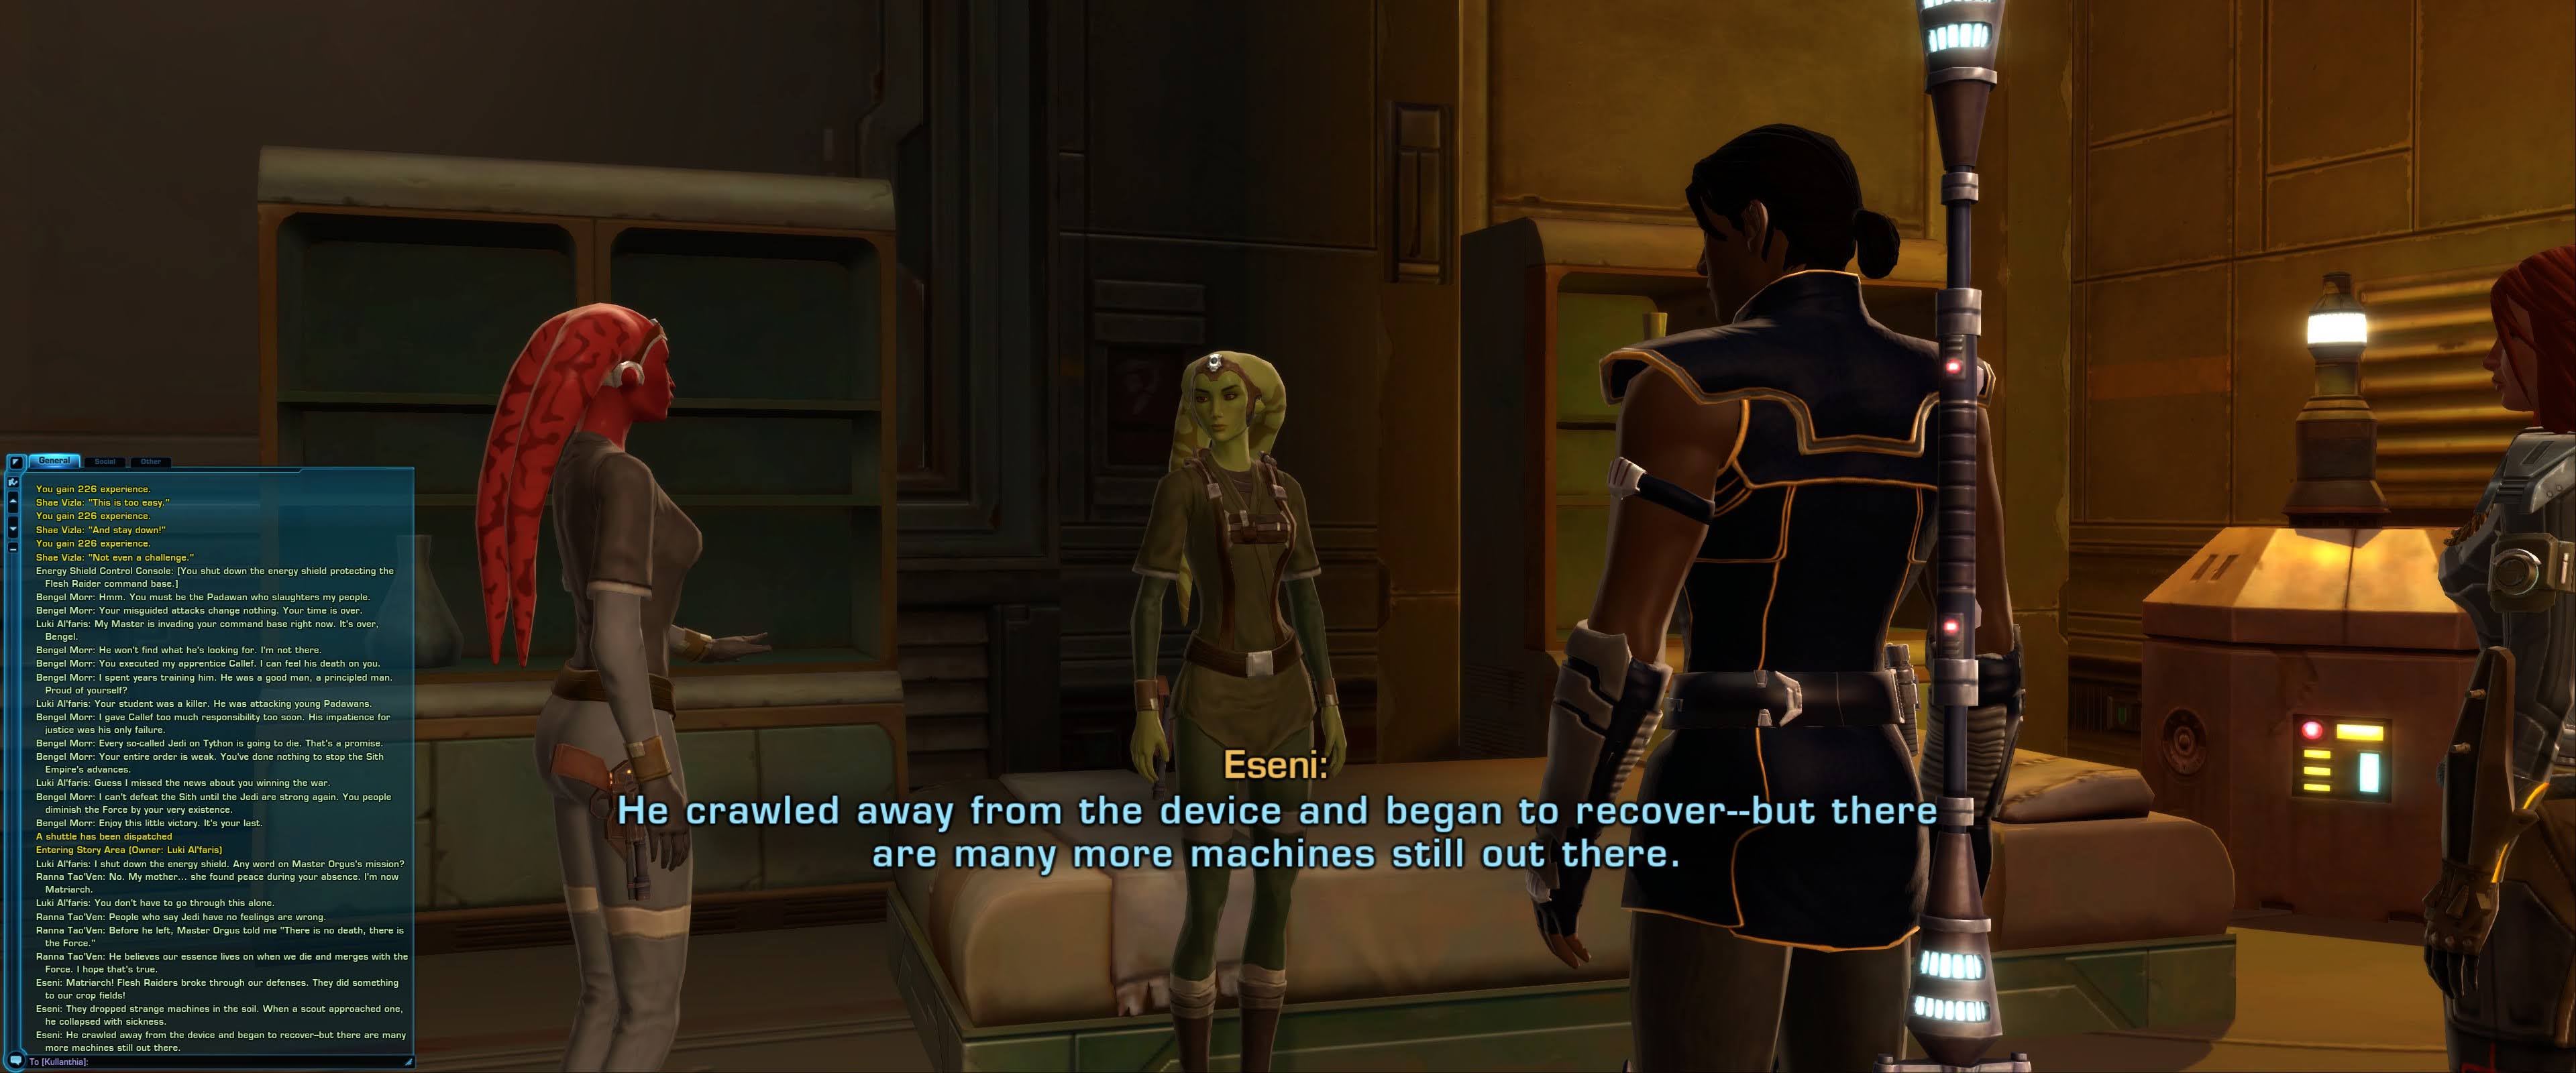 General Social Other
You gain 226 experience.
Shae Vizla: "This is too easy."
You gain 226 experience.
Shae Vizla: "And stay down!"
You gain 226 experience.
Shae Vizla: "Not even a challenge."
Energy Shield Control Console: [You shut down the energy shield protecting the
Flesh Raider command base.]
Bengel Morr: Hmm. You must be the Padawan who slaughters my people.
Bengel Morr: Your misguided attacks change nothing. Your time is over.
Luki Al'faris: My Master is invading your command base right now. It's over,
Bengel.
Bengel Morr: He won't find what he's looking for. I'm not there.
Bengel Morr: You executed my apprentice Callef. I can feel his death on you.
Bengel Morr: I spent years training him. He was a good man, a principled man.
Proud of yourself?
Luki Al'faris: Your student was a killer. He was attacking young Padawans.
Bengel Morr: I gave Callef too much responsibility too soon. His impatience for
justice was his only failure.
Bengel Morr: Every so-called Jedi on Tython is going to die. That's a promise.
Bengel Morr: Your entire order is weak. You've done nothing to stop the Sith
Empire's advances.
Luki Al'faris: Guess I missed the news about you winning the war.
Bengel Morr: I can't defeat the Sith until the Jedi are strong again. You people
diminish the Force by your very existence.
Bengel Morr: Enjoy this little victory. It's your last.
A shuttle has been dispatched
Entering Story Area (Owner: Luki Al'faris)
Luki Al'faris: I shut down the energy shield. Any word on Master Orgus's mission?
Ranna Tao'Ven: No. My mother... she found peace during your absence. I'm now
Matriarch.
Luki Al'faris: You don't have to go through this alone.
Ranna Tao'Ven: People who say Jedi have no feelings are wrong.
Ranna Tao'Ven: Before he left, Master Orgus told me "There is no death, there is
the Force."
Ranna Tao'Ven: He believes our essence lives on when we die and merges with the
Force. I hope that's true.
Eseni: Matriarch! Flesh Raiders broke through our defenses. They did something
to our crop fields!
Eseni: They dropped strange machines in the soil. When a scout approached one,
he collapsed with sickness.
Eseni: He crawled away from the device and began to recover--but there are many
more machines still out there.
To [Kullanthia]:
Eseni:
He crawled away from the device and began to recover--but there
are many more machines still out there.